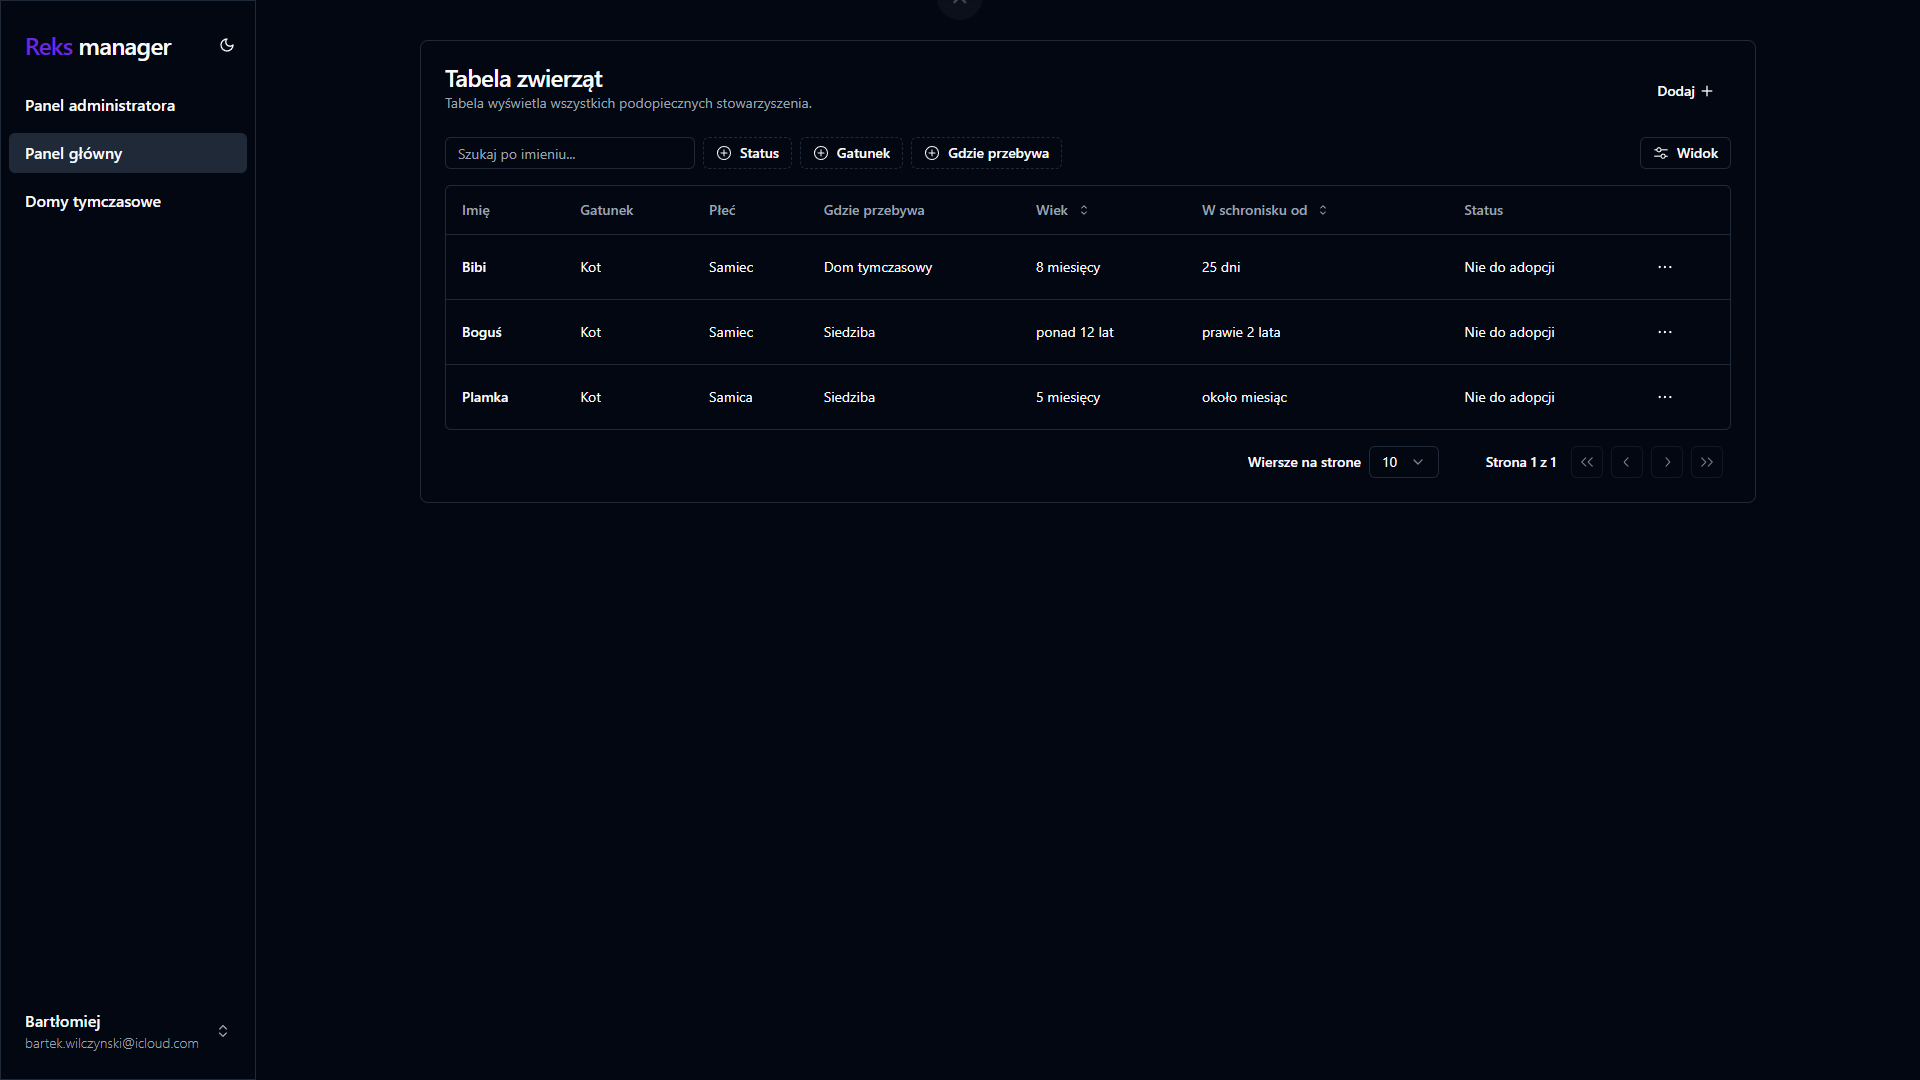 Reks manager
Panel administratora
Panel główny
Domy tymczasowe
Tabela zwierząt
Tabela wyświetla wszystkich podopiecznych stowarzyszenia.
Dodaj
Szukaj po imieniu... Status Gatunek Gdzie przebywa Widok
Imię Gatunek Płeć Gdzie przebywa Wiek W schronisku od Status
Bibi Kot Samiec Dom tymczasowy 8 miesięcy 25 dni Nie do adopcji
Boguś Kot Samiec Siedziba ponad 12 lat prawie 2 lata Nie do adopcji
Plamka Kot Samica Siedziba 5 miesięcy około miesiąc Nie do adopcji
Wiersze na strone 10 Strona 1 z 1
Bartłomiej
bartek.wilczynski@icloud.com